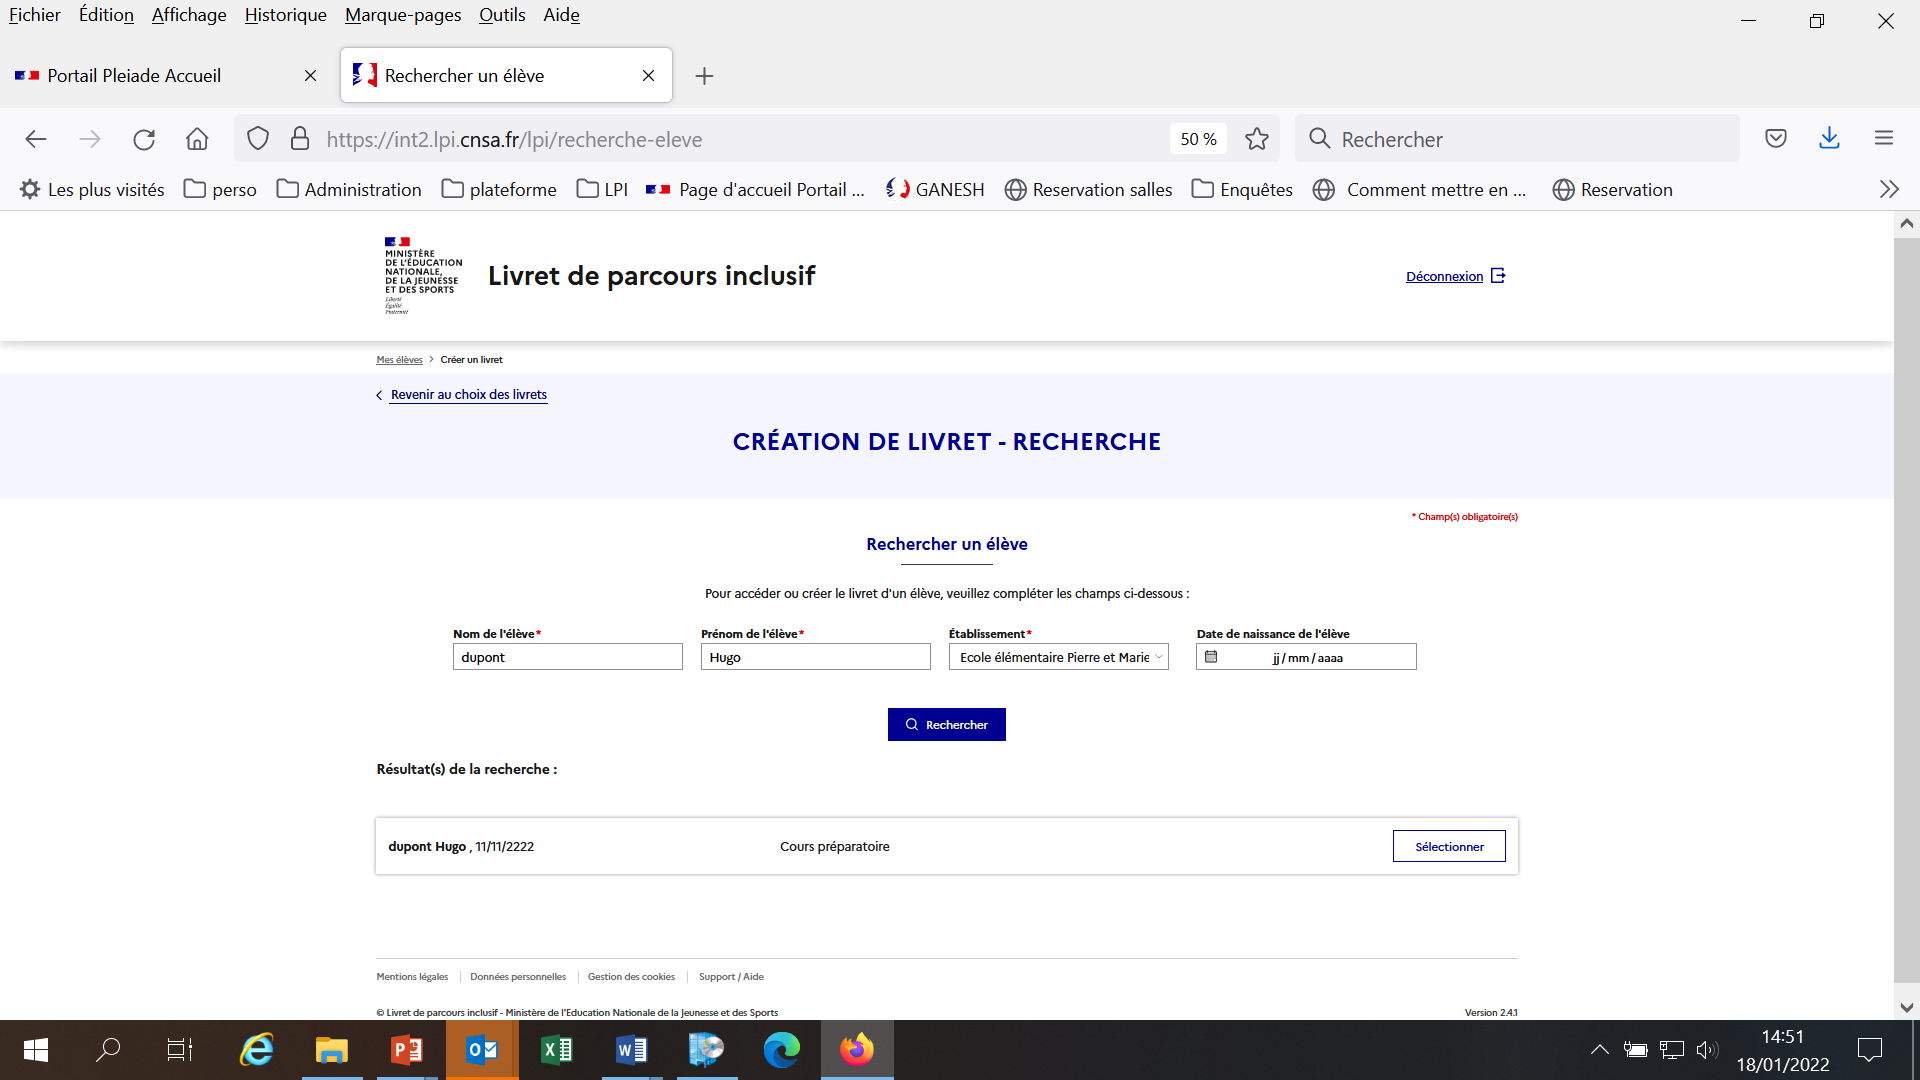 Fichier Édition Affichage Historique Marque-pages Outils Aide
Portail Pleiade Accueil
Rechercher un élève
https://int2.lpi.cnsa.fr/lpi/recherche-eleve
50 %
Rechercher
Les plus visités perso Administration plateforme LPI Page d'accueil Portail ... GANESH Reservation salles Enquêtes Comment mettre en ... Reservation
MINISTÈRE
DE L'ÉDUCATION
NATIONALE,
DE LA JEUNESSE
ET DES SPORTS
Liberté
Égalité
Fraternité
Livret de parcours inclusif
Déconnexion
Mes élèves > Créer un livret
Revenir au choix des livrets
CRÉATION DE LIVRET - RECHERCHE
* Champ(s) obligatoire(s)
Rechercher un élève
Pour accéder ou créer le livret d'un élève, veuillez compléter les champs ci-dessous :
Nom de l'élève* Prénom de l'élève* Établissement* Date de naissance de l'élève
dupont Hugo Ecole élémentaire Pierre et Marie jj / mm / aaaa
Rechercher
Résultat(s) de la recherche :
dupont Hugo , 11/11/2222 Cours préparatoire Sélectionner
Mentions légales Données personnelles Gestion des cookies Support / Aide
© Livret de parcours inclusif - Ministère de l'Education Nationale de la Jeunesse et des Sports Version 2.4.1
14:51
18/01/2022